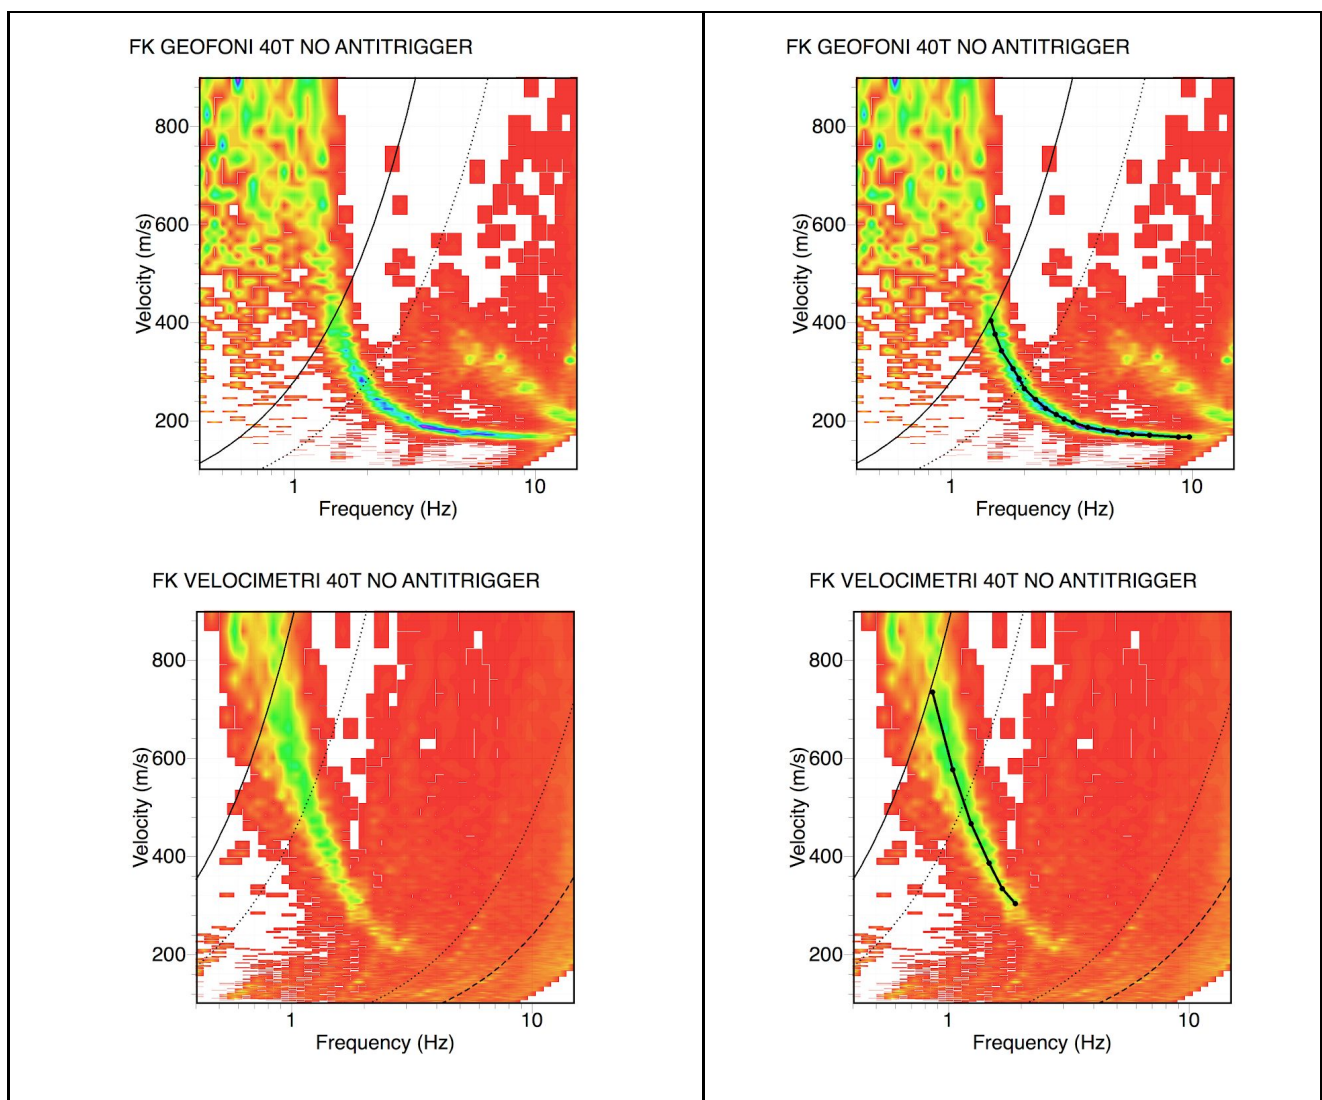 FK GEOFONI 40T NO ANTITRIGGER
800
600
400
200
Velocity (m/s)
1 10
Frequency (Hz)
FK GEOFONI 40T NO ANTITRIGGER
800
600
400
200
Velocity (m/s)
1 10
Frequency (Hz)
FK VELOCIMETRI 40T NO ANTITRIGGER
800
600
400
200
Velocity (m/s)
1 10
Frequency (Hz)
FK VELOCIMETRI 40T NO ANTITRIGGER
800
600
400
200
Velocity (m/s)
1 10
Frequency (Hz)